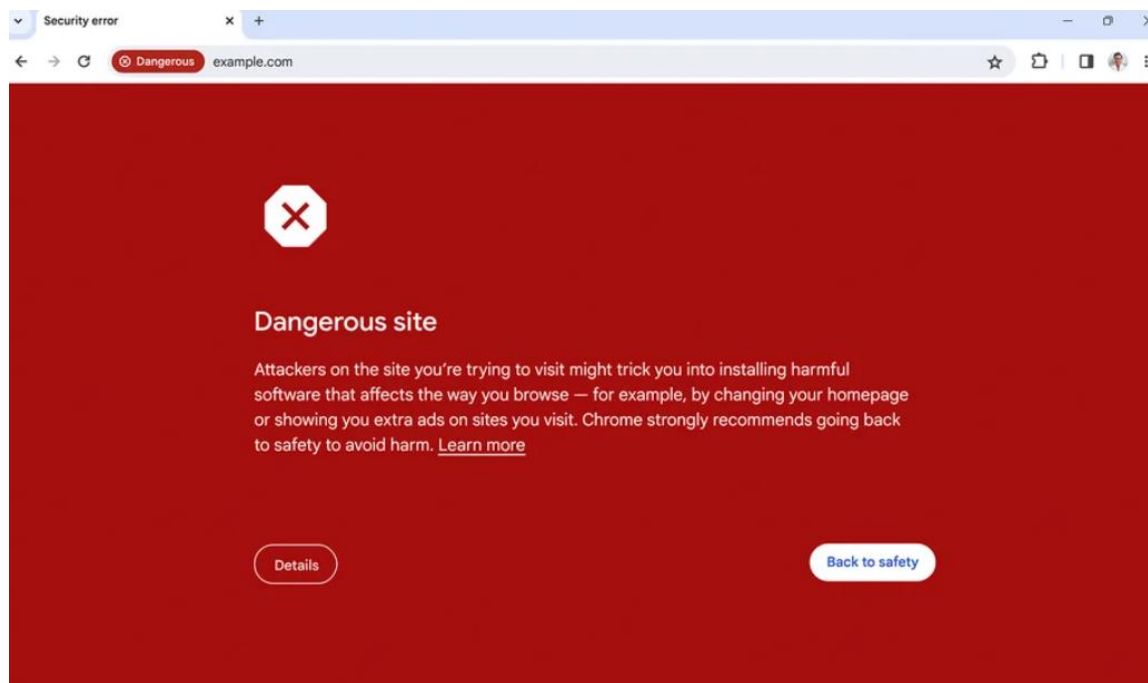 Security error
Dangerous example.com
Dangerous site
Attackers on the site you’re trying to visit might trick you into installing harmful
software that affects the way you browse — for example, by changing your homepage
or showing you extra ads on sites you visit. Chrome strongly recommends going back
to safety to avoid harm. Learn more
Details
Back to safety